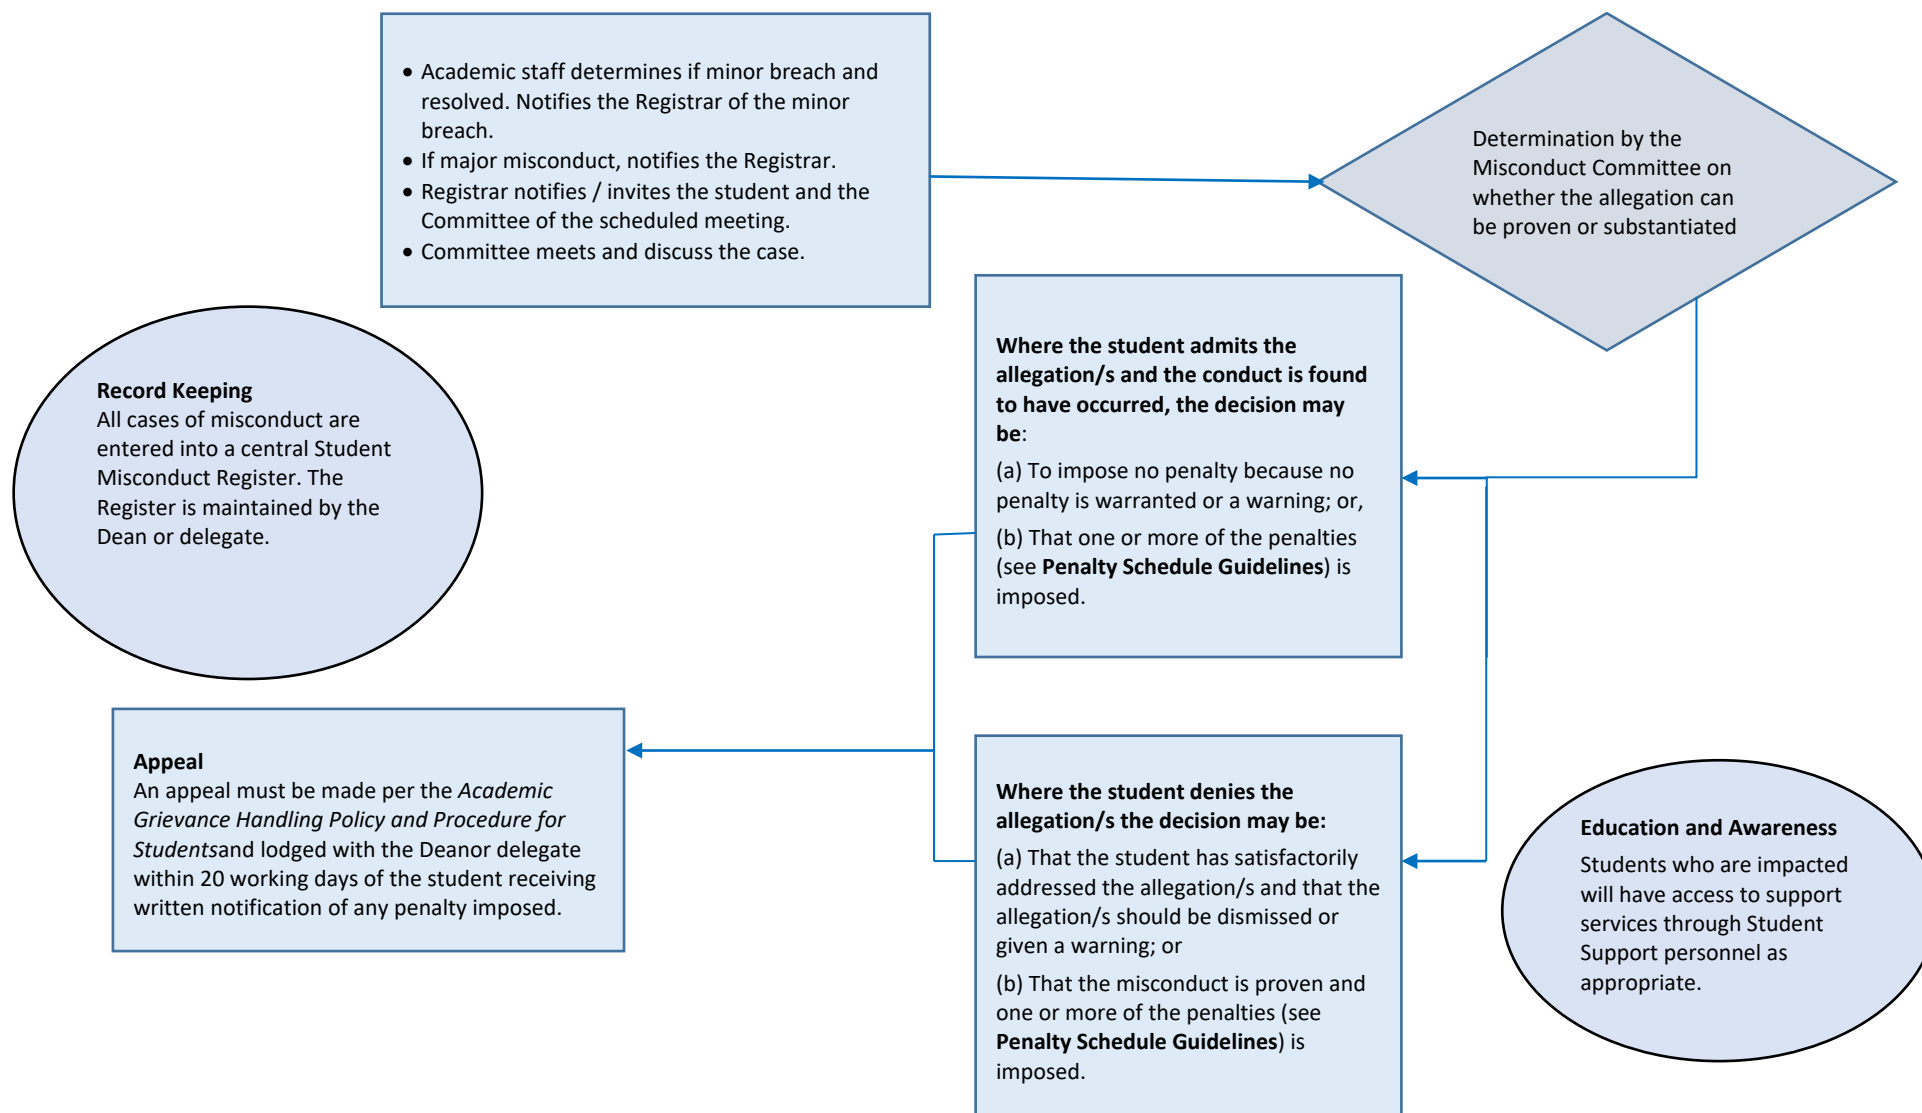 • Academic staff determines if minor breach and
resolved. Notifies the Registrar of the minor
breach.
• If major misconduct, notifies the Registrar.
• Registrar notifies / invites the student and the
Committee of the scheduled meeting.
• Committee meets and discuss the case.
Determination by the
Misconduct Committee on
whether the allegation can
be proven or substantiated
Where the student admits the
allegation/s and the conduct is found
to have occurred, the decision may
be:
(a) To impose no penalty because no
penalty is warranted or a warning; or,
(b) That one or more of the penalties
(see Penalty Schedule Guidelines) is
imposed.
Record Keeping
All cases of misconduct are
entered into a central Student
Misconduct Register. The
Register is maintained by the
Dean or delegate.
Appeal
An appeal must be made per the Academic
Grievance Handling Policy and Procedure for
Studentsand lodged with the Deanor delegate
within 20 working days of the student receiving
written notification of any penalty imposed.
Where the student denies the
allegation/s the decision may be:
(a) That the student has satisfactorily
addressed the allegation/s and that the
allegation/s should be dismissed or
given a warning; or
(b) That the misconduct is proven and
one or more of the penalties (see
Penalty Schedule Guidelines) is
imposed.
Education and Awareness
Students who are impacted
will have access to support
services through Student
Support personnel as
appropriate.